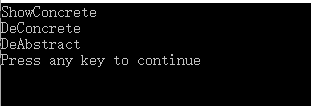 ShowConcrete
DeConcrete
DeAbstract
Press any key to continue